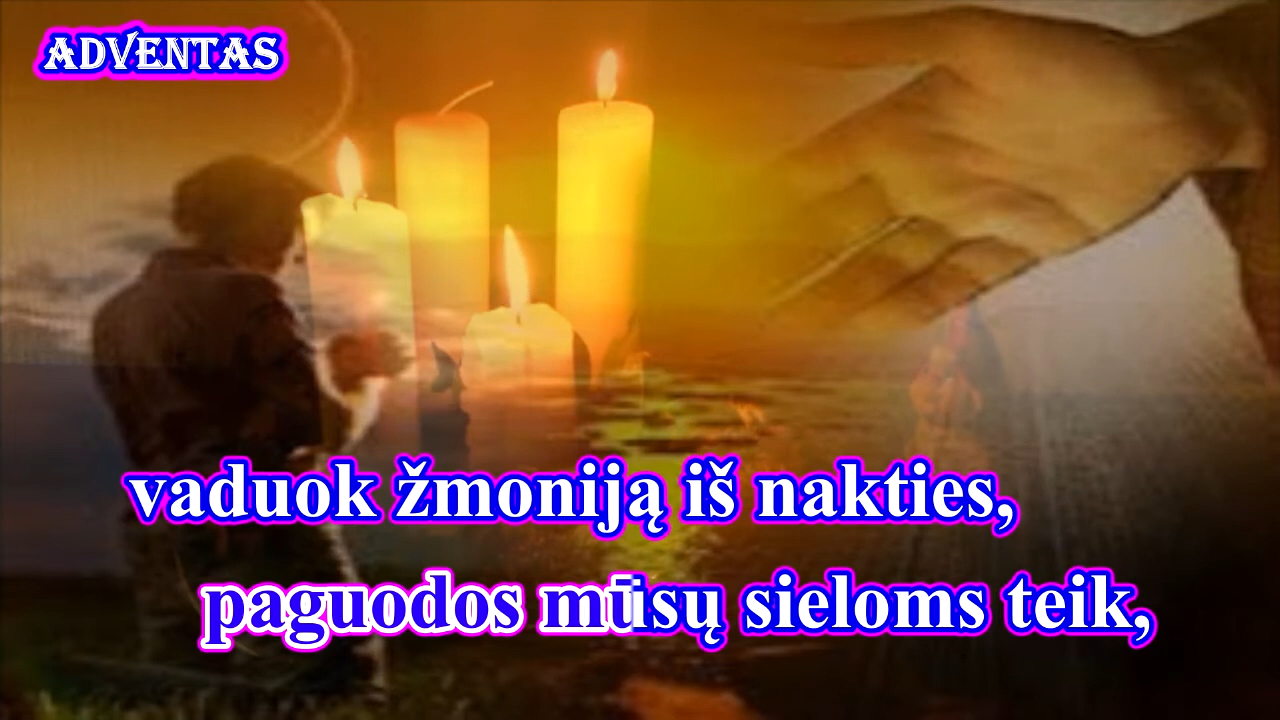 ADVENTAS
vaduok žmoniją iš nakties,
paguodos mūsų sieloms teik,